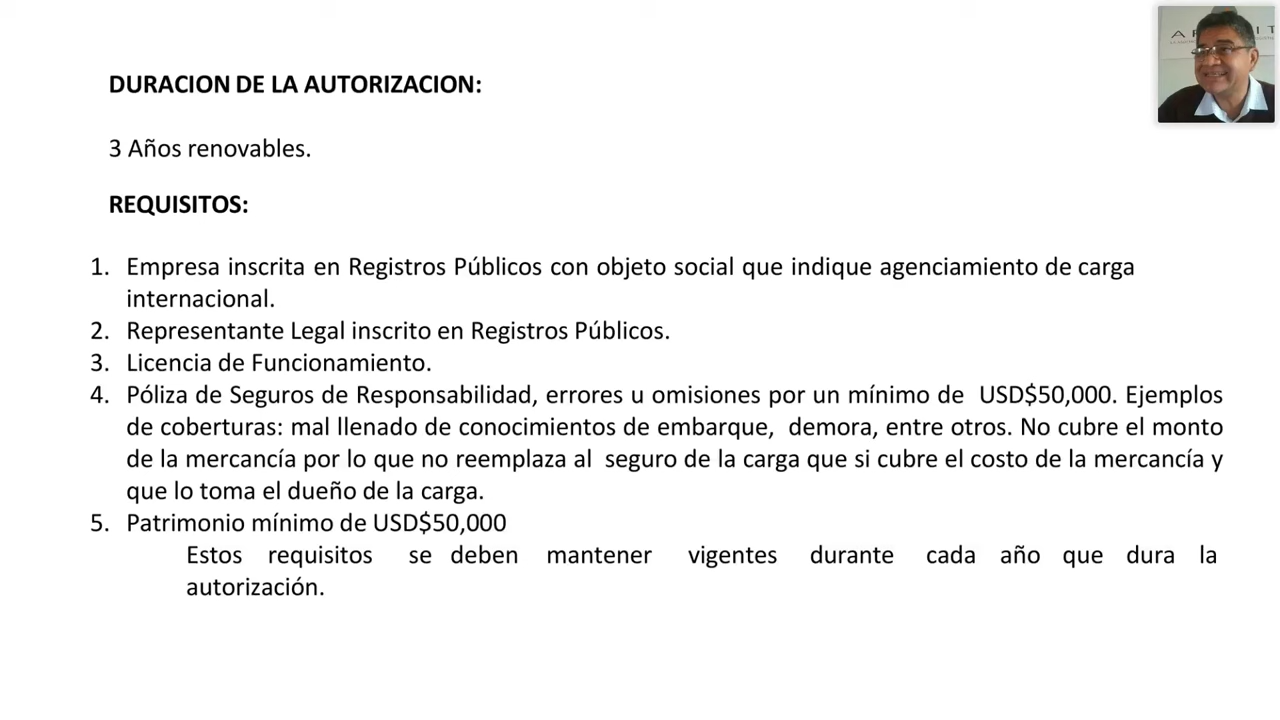 DURACION DE LA AUTORIZACION:
3 Años renovables.
REQUISITOS:
1. Empresa inscrita en Registros Públicos con objeto social que indique agenciamiento de carga
internacional.
2. Representante Legal inscrito en Registros Públicos.
3. Licencia de Funcionamiento.
4. Póliza de Seguros de Responsabilidad, errores u omisiones por un mínimo de USD$50,000. Ejemplos
de coberturas: mal llenado de conocimientos de embarque, demora, entre otros. No cubre el monto
de la mercancía por lo que no reemplaza al seguro de la carga que si cubre el costo de la mercancía y
que lo toma el dueño de la carga.
5. Patrimonio mínimo de USD$50,000
Estos requisitos se deben mantener vigentes durante cada año que dura la
autorización.